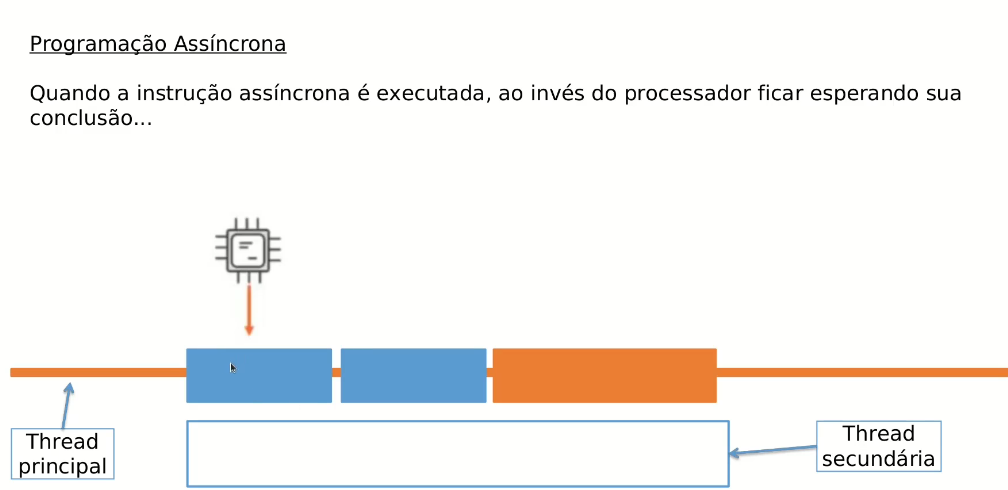 Programação Assíncrona
Quando a instrução assíncrona é executada, ao invés do processador ficar esperando sua
conclusão...
Thread
principal
Thread
secundária